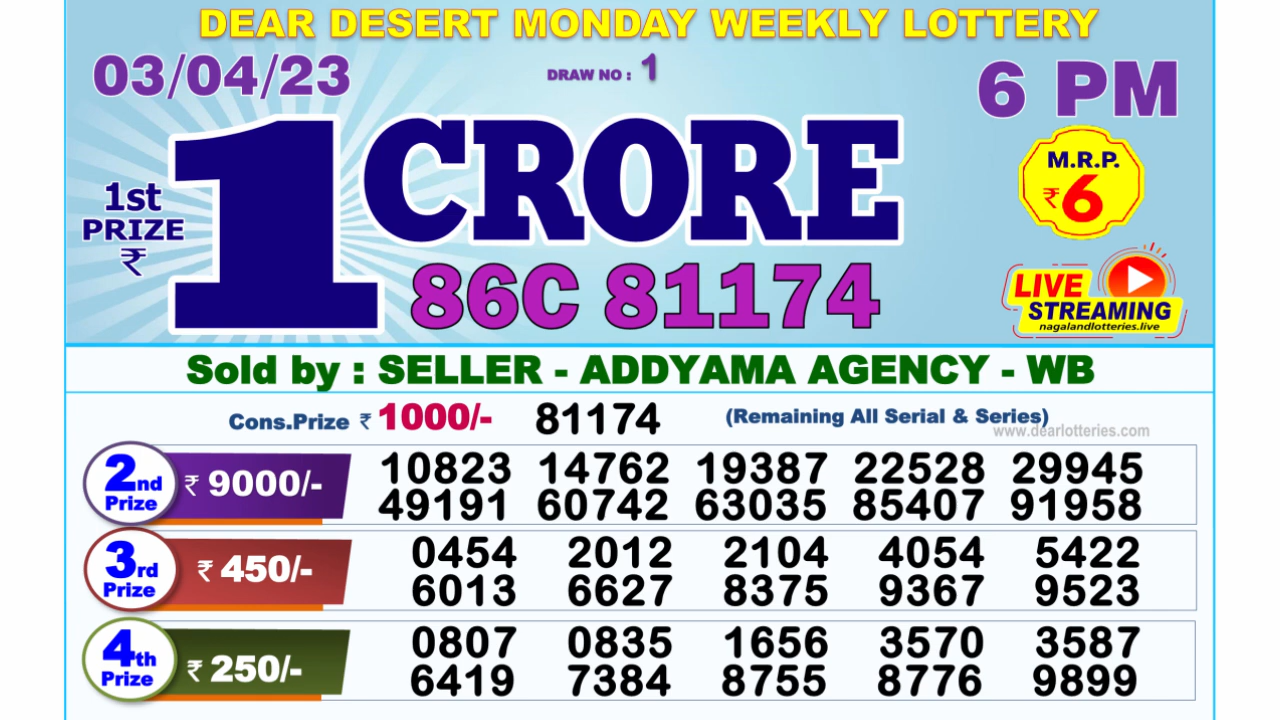 DEAR DESERT MONDAY WEEKLY LOTTERY
03/04/23
DRAW NO : 1
6 PM
1st
PRIZE
₹
1 CRORE
M.R.P.
₹6
86C 81174
LIVE
STREAMING
nagalandlotteries.live
Sold by : SELLER - ADDYAMA AGENCY - WB
Cons.Prize ₹ 1000/- 81174 (Remaining All Serial & Series)
www.dearlotteries.com
2nd Prize ₹ 9000/-
10823 14762 19387 22528 29945
49191 60742 63035 85407 91958
3rd Prize ₹ 450/-
0454 2012 2104 4054 5422
6013 6627 8375 9367 9523
4th Prize ₹ 250/-
0807 0835 1656 3570 3587
6419 7384 8755 8776 9899